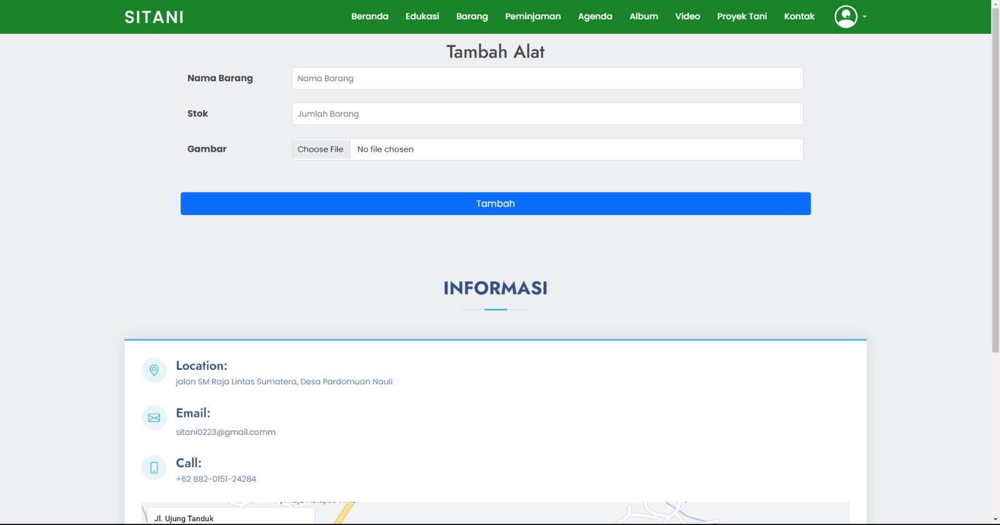 SITANI
Beranda Edukasi Barang Peminjaman Agenda Album Video Proyek Tani Kontak
Tambah Alat
Nama Barang Nama Barang
Stok Jumlah Barang
Gambar Choose File No file chosen
Tambah
INFORMASI
Location:
jalan SM Raja Lintas Sumatera, Desa Pardomuan Nauli
Email:
sitani0223@gmail.comm
Call:
+62 882-0151-24284
Jl. Ujung Tanduk